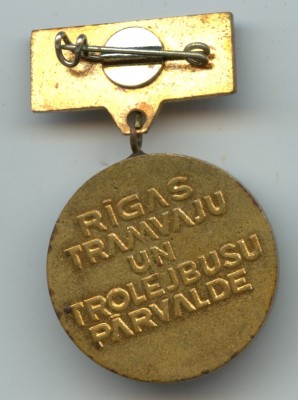 RĪGAS
TRAMVAJU
UN
TROLEJBUSU
PĀRVALDE